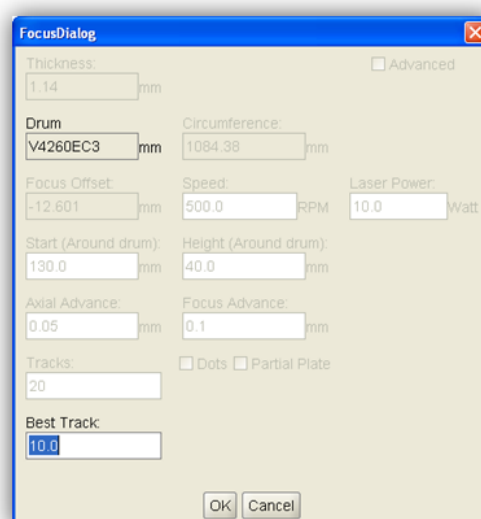 FocusDialog
Thickness: Advanced
1.14 mm
Drum Circumference:
V4260EC3 mm 1084.38 mm
Focus Offset: Speed: Laser Power:
-12.601 mm 500.0 RPM 10.0 Watt
Start (Around drum): Height (Around drum):
130.0 mm 40.0 mm
Axial Advance: Focus Advance:
0.05 mm 0.1 mm
Tracks: Dots Partial Plate
20
Best Track:
10.0
OK Cancel